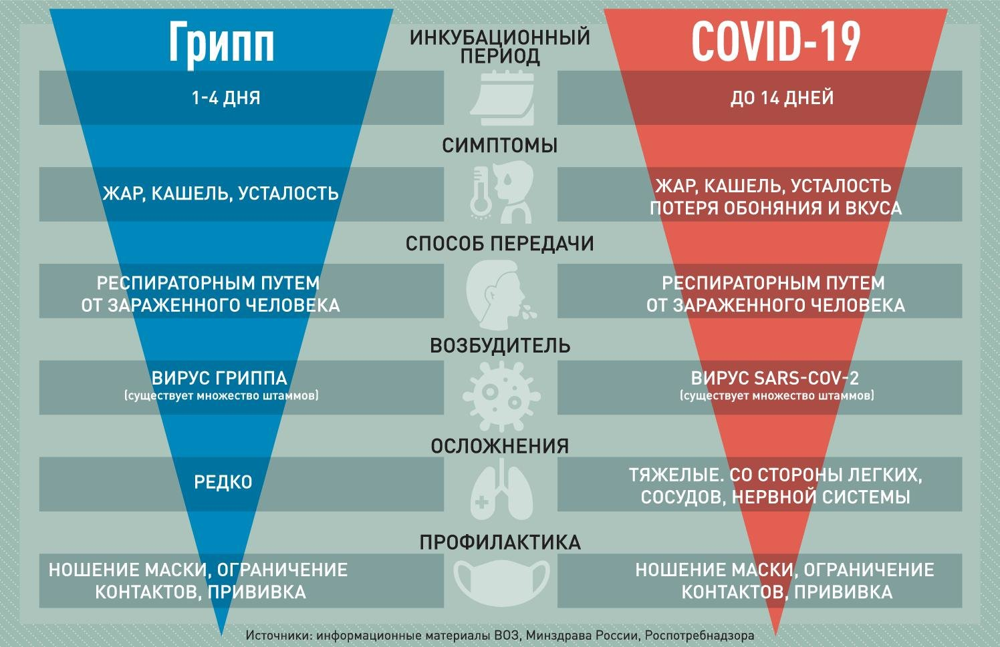 Грипп
ИНКУБАЦИОННЫЙ
ПЕРИОД
COVID-19
1-4 ДНЯ
ДО 14 ДНЕЙ
СИМПТОМЫ
ЖАР, КАШЕЛЬ, УСТАЛОСТЬ
ЖАР, КАШЕЛЬ, УСТАЛОСТЬ
ПОТЕРЯ ОБОНЯНИЯ И ВКУСА
СПОСОБ ПЕРЕДАЧИ
РЕСПИРАТОРНЫМ ПУТЕМ
ОТ ЗАРАЖЕННОГО ЧЕЛОВЕКА
РЕСПИРАТОРНЫМ ПУТЕМ
ОТ ЗАРАЖЕННОГО ЧЕЛОВЕКА
ВОЗБУДИТЕЛЬ
ВИРУС ГРИППА
(существует множество штаммов)
ВИРУС SARS-COV-2
(существует множество штаммов)
ОСЛОЖНЕНИЯ
РЕДКО
ТЯЖЕЛЫЕ. СО СТОРОНЫ ЛЕГКИХ,
СОСУДОВ, НЕРВНОЙ СИСТЕМЫ
ПРОФИЛАКТИКА
НОШЕНИЕ МАСКИ, ОГРАНИЧЕНИЕ
КОНТАКТОВ, ПРИВИВКА
НОШЕНИЕ МАСКИ, ОГРАНИЧЕНИЕ
КОНТАКТОВ, ПРИВИВКА
Источники: информационные материалы ВОЗ, Минздрава России, Роспотребнадзора